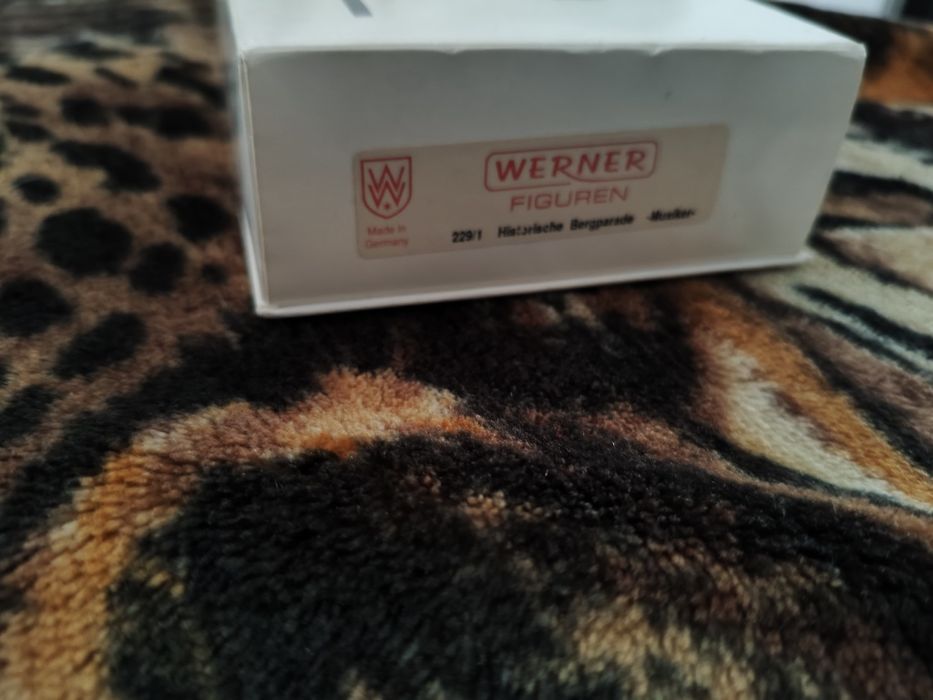 W
Made in
Germany
WERNER
FIGUREN
229/1 Historische Bergparade -Musiker-